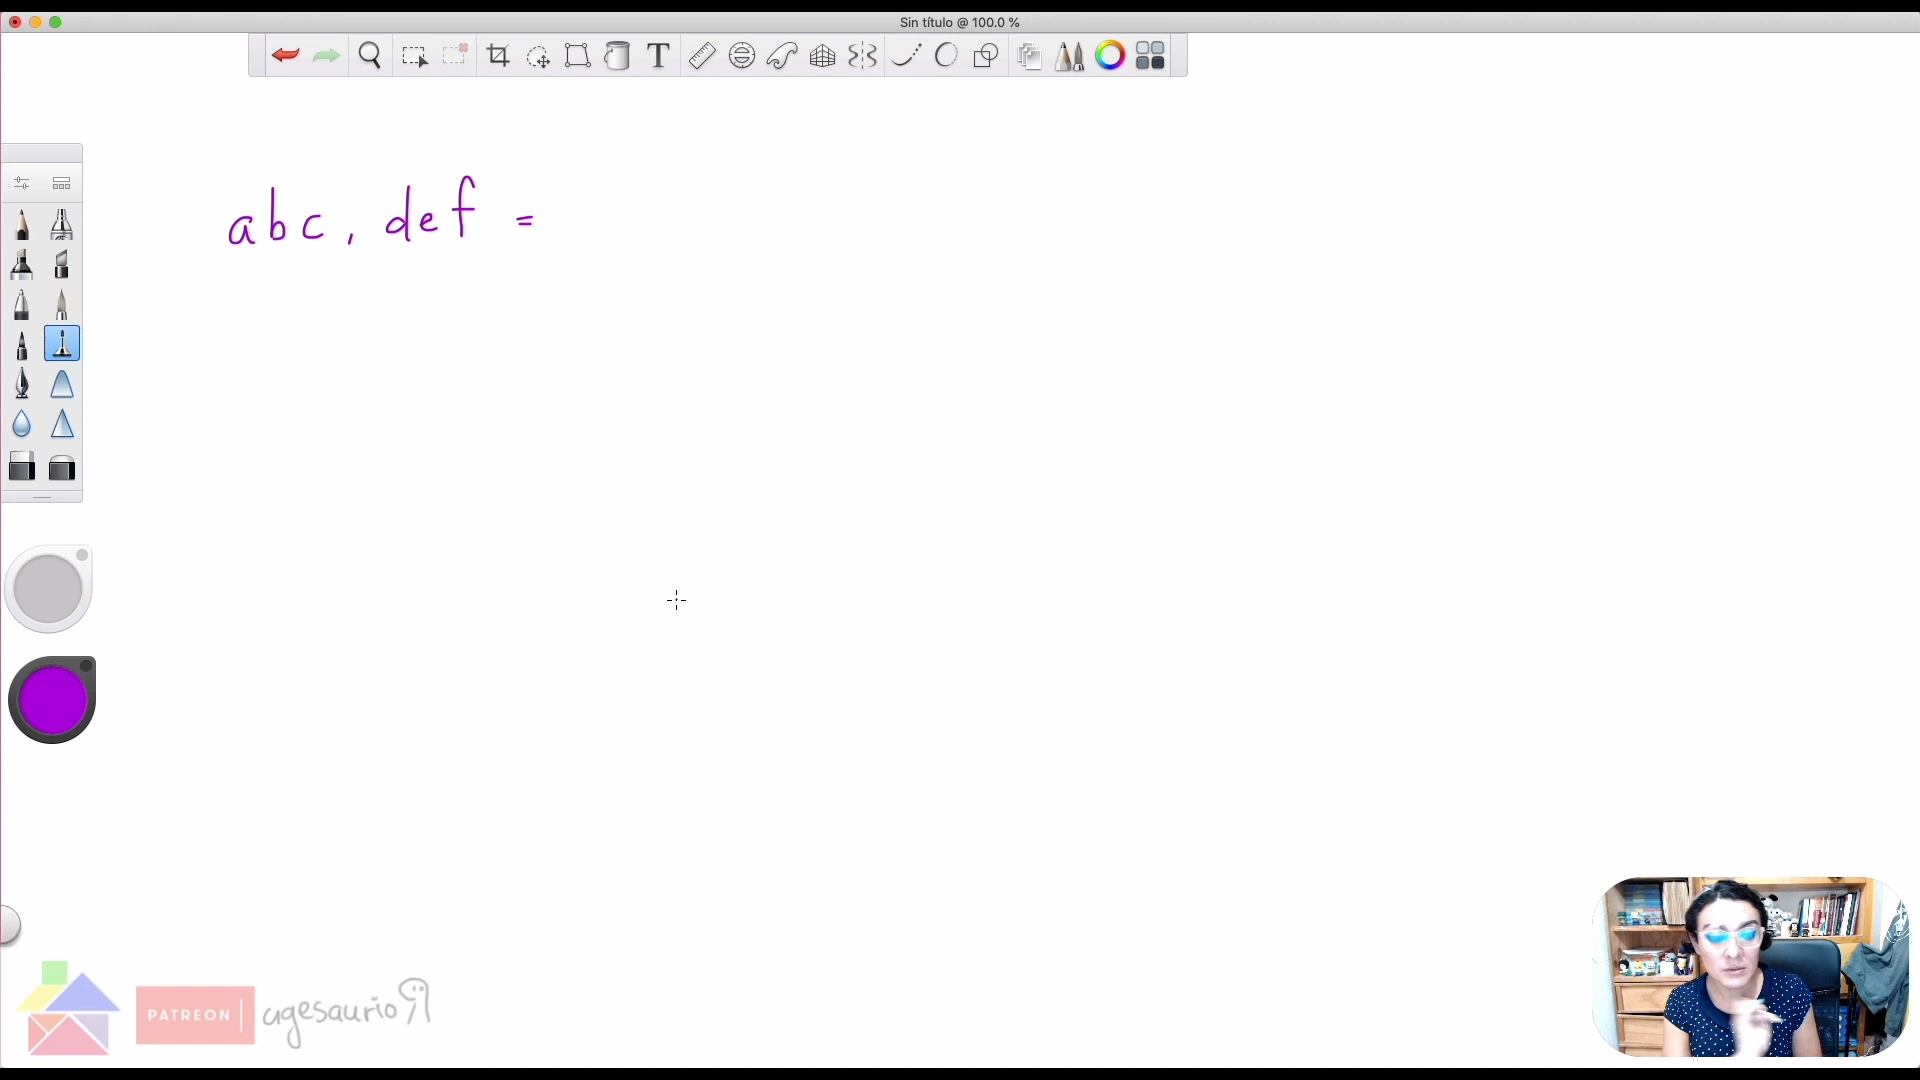 Sin título @ 100.0 %
T
abc, def =
PATREON
agesaurio